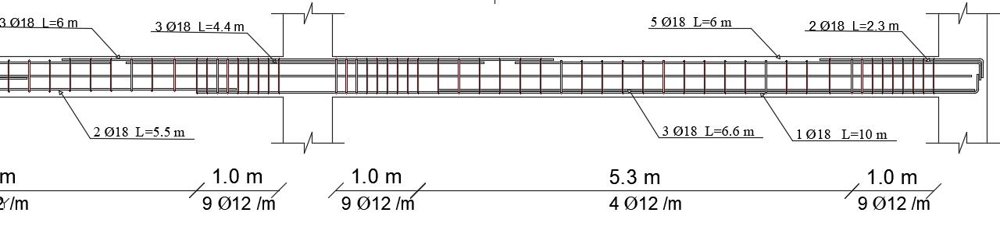 3 Ø18 L=6 m
3 Ø18 L=4.4 m
5 Ø18 L=6 m
2 Ø18 L=2.3 m
2 Ø18 L=5.5 m
3 Ø18 L=6.6 m
1 Ø18 L=10 m
m 1.0 m 1.0 m 5.3 m 1.0 m
/m 9 Ø12 /m 9 Ø12 /m 4 Ø12 /m 9 Ø12 /m